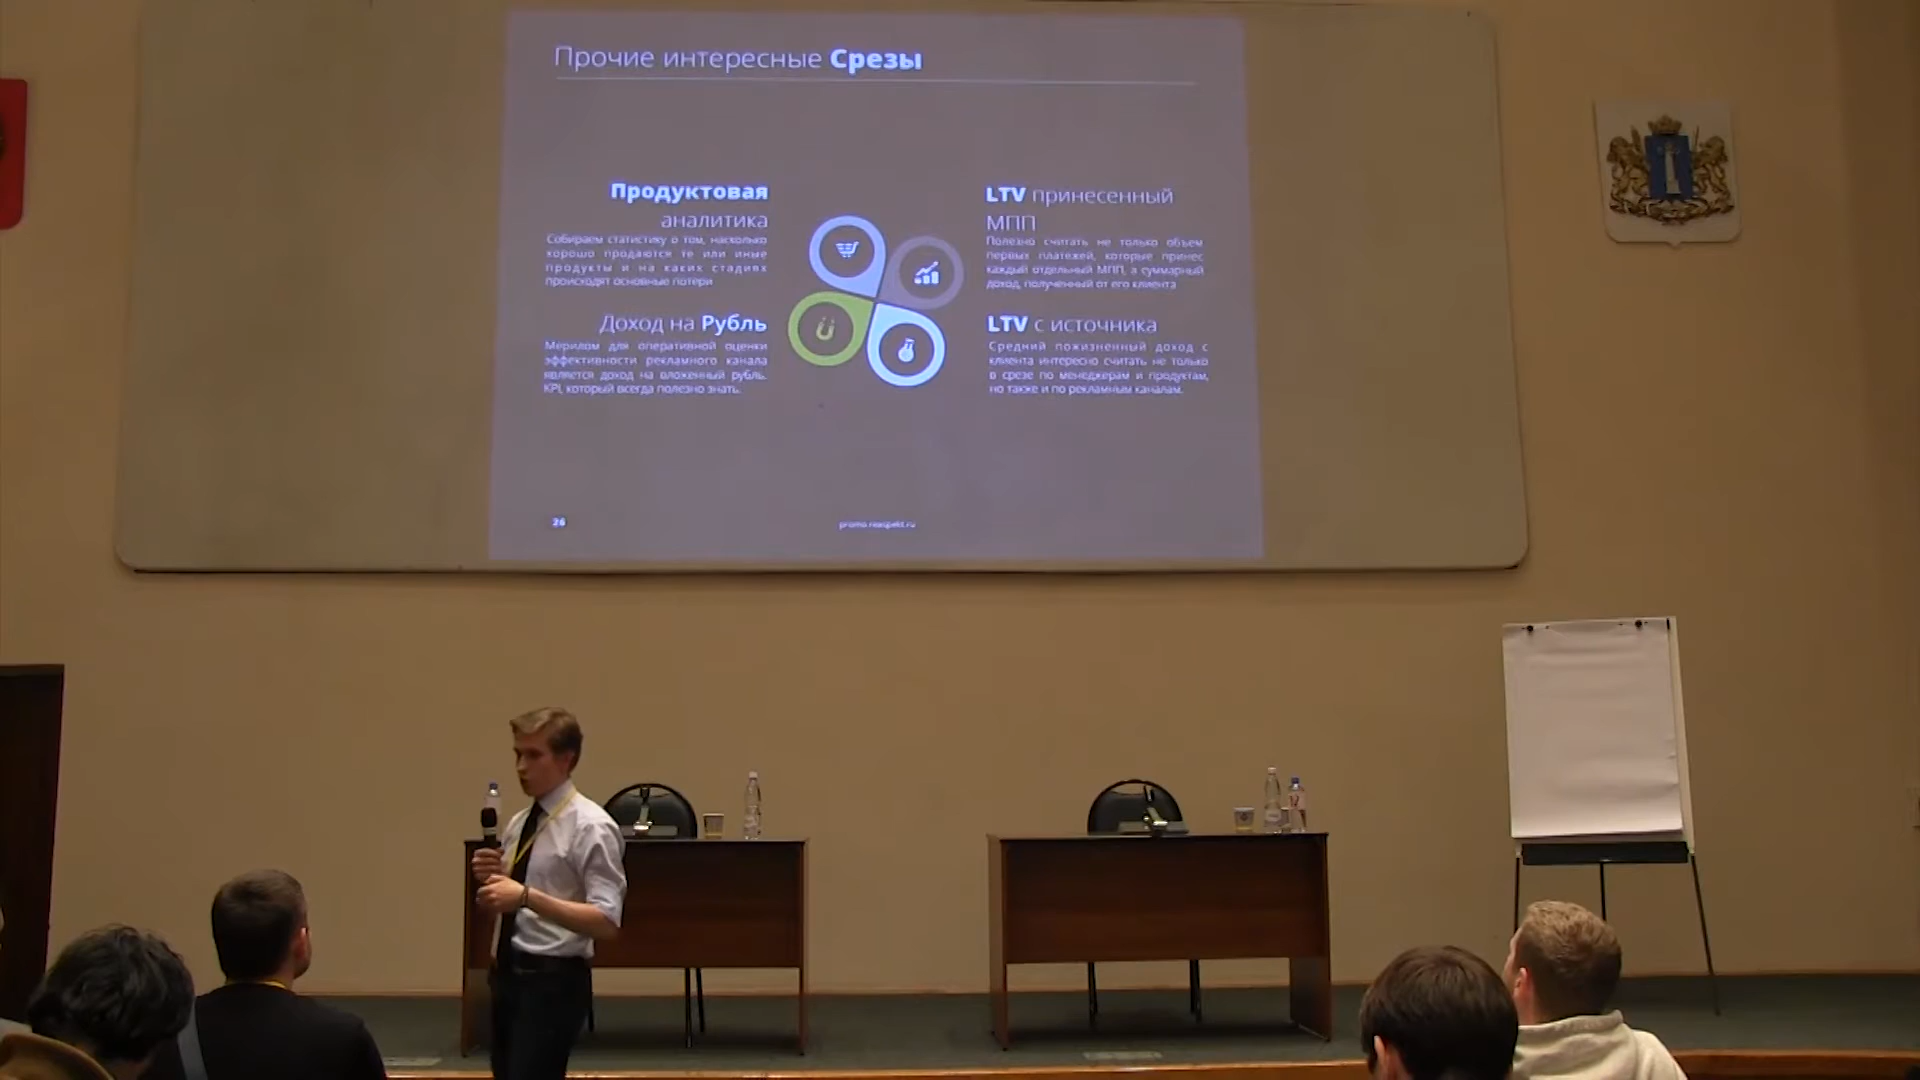 Прочие интересные Срезы
Продуктовая
аналитика
Собираем статистику о том, насколько
хорошо продаются те или иные
продукты и на каких стадиях
происходят основные потери
LTV принесенный
МПП
Полезно считать не только объем
первых платежей, которые принес
каждый отдельный МПП, а суммарный
доход, полученный от его клиента
Доход на Рубль
Мерилом для оперативной оценки
эффективности рекламного канала
является доход на вложенный рубль.
KPI, который всегда полезно знать.
LTV с источника
Средний пожизненный доход с
клиента интересно считать не только
в срезе по менеджерам и продуктам,
но также и по рекламным каналам.
26
promo.reaspekt.ru